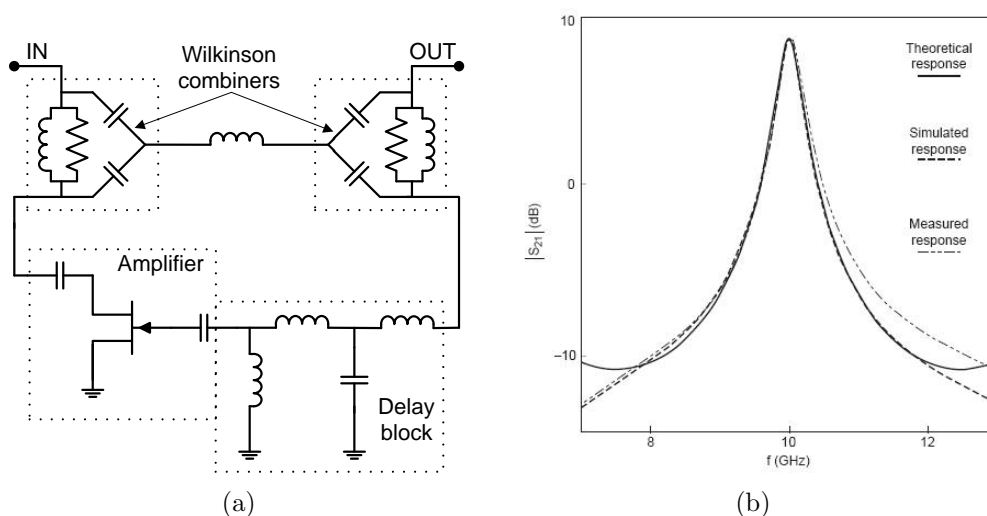 IN
Wilkinson
combiners
OUT
Amplifier
Delay
block
(a)
10
0
−10
|S21| (dB)
8
10
12
f (GHz)
Theoretical
response
Simulated
response
Measured
response
(b)